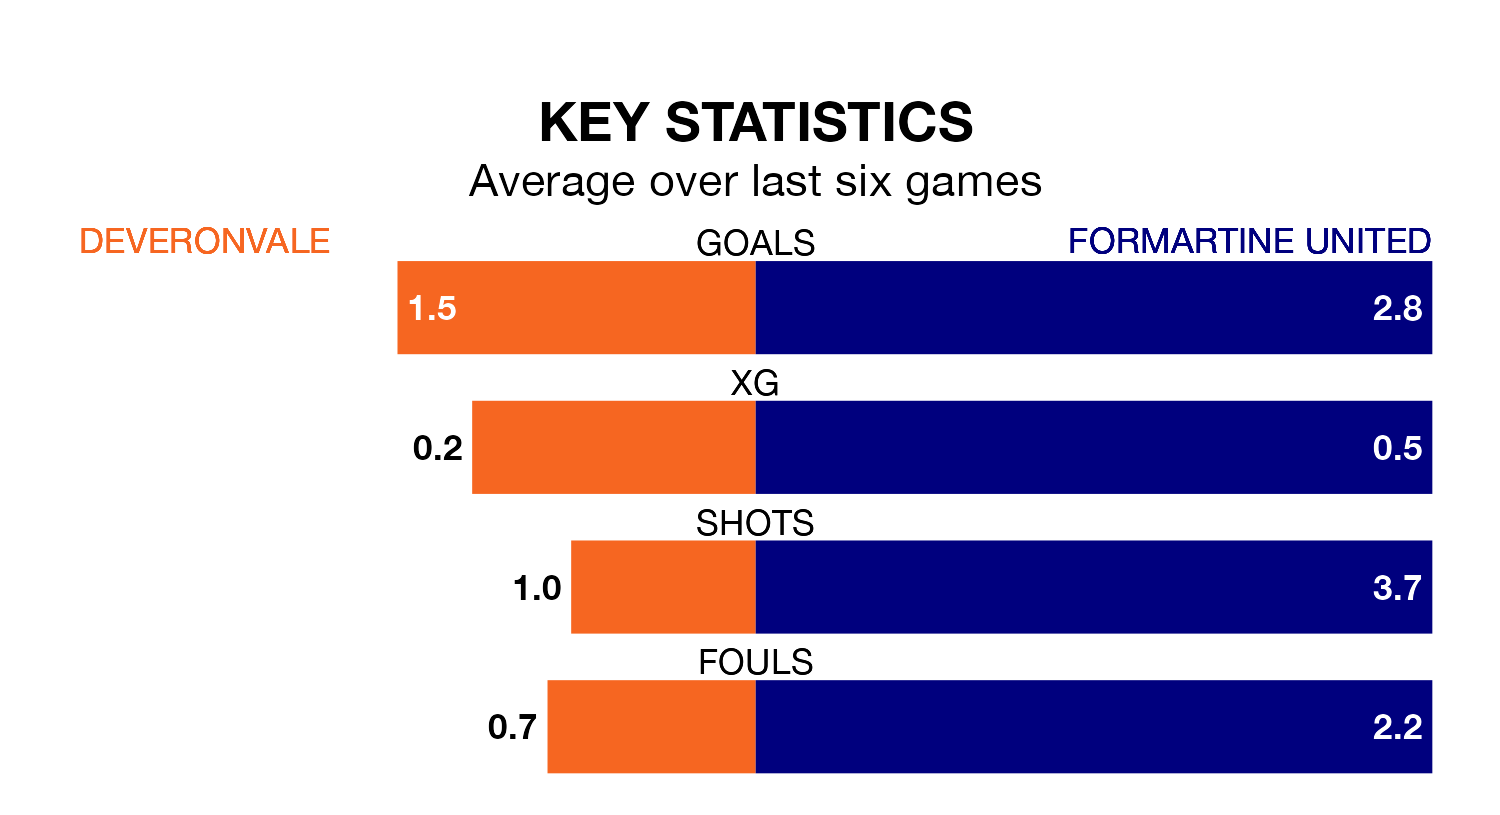 KEY STATISTICS
Average over last six games
DEVERONVALE GOALS FORMARTINE UNITED
1.5 2.8
XG
0.2 0.5
SHOTS
1.0 3.7
FOULS
0.7 2.2